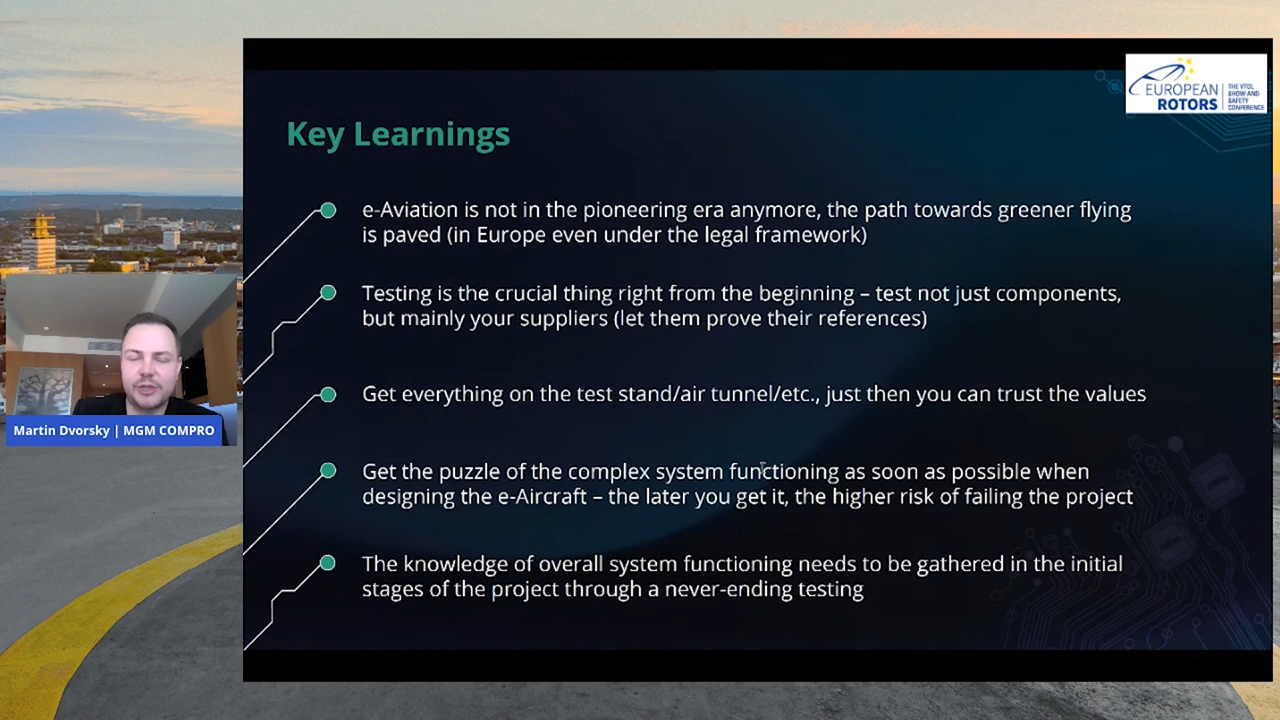 EUROPEAN
ROTORS
THE VTOL
SHOW AND
SAFETY
CONFERENCE
Key Learnings
e-Aviation is not in the pioneering era anymore, the path towards greener flying
is paved (in Europe even under the legal framework)
Testing is the crucial thing right from the beginning – test not just components,
but mainly your suppliers (let them prove their references)
Get everything on the test stand/air tunnel/etc., just then you can trust the values
Get the puzzle of the complex system functioning as soon as possible when
designing the e-Aircraft – the later you get it, the higher risk of failing the project
The knowledge of overall system functioning needs to be gathered in the initial
stages of the project through a never-ending testing
Martin Dvorsky | MGM COMPRO